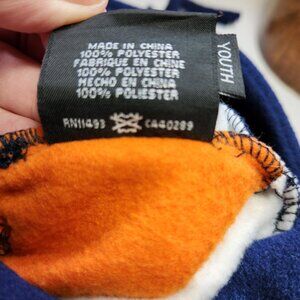 MADE IN CHINA
100% POLYESTER
FABRIQUE EN CHINE
100% POLYESTER
HECHO EN CHINA
100% POLIESTER
RN11493 CA40289
YOUTH